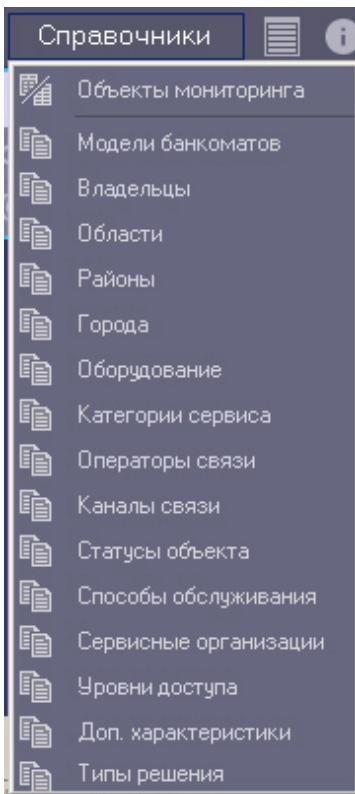 Справочники
Объекты мониторинга
Модели банкоматов
Владельцы
Области
Районы
Города
Оборудование
Категории сервиса
Операторы связи
Каналы связи
Статусы объекта
Способы обслуживания
Сервисные организации
Уровни доступа
Доп. характеристики
Типы решения